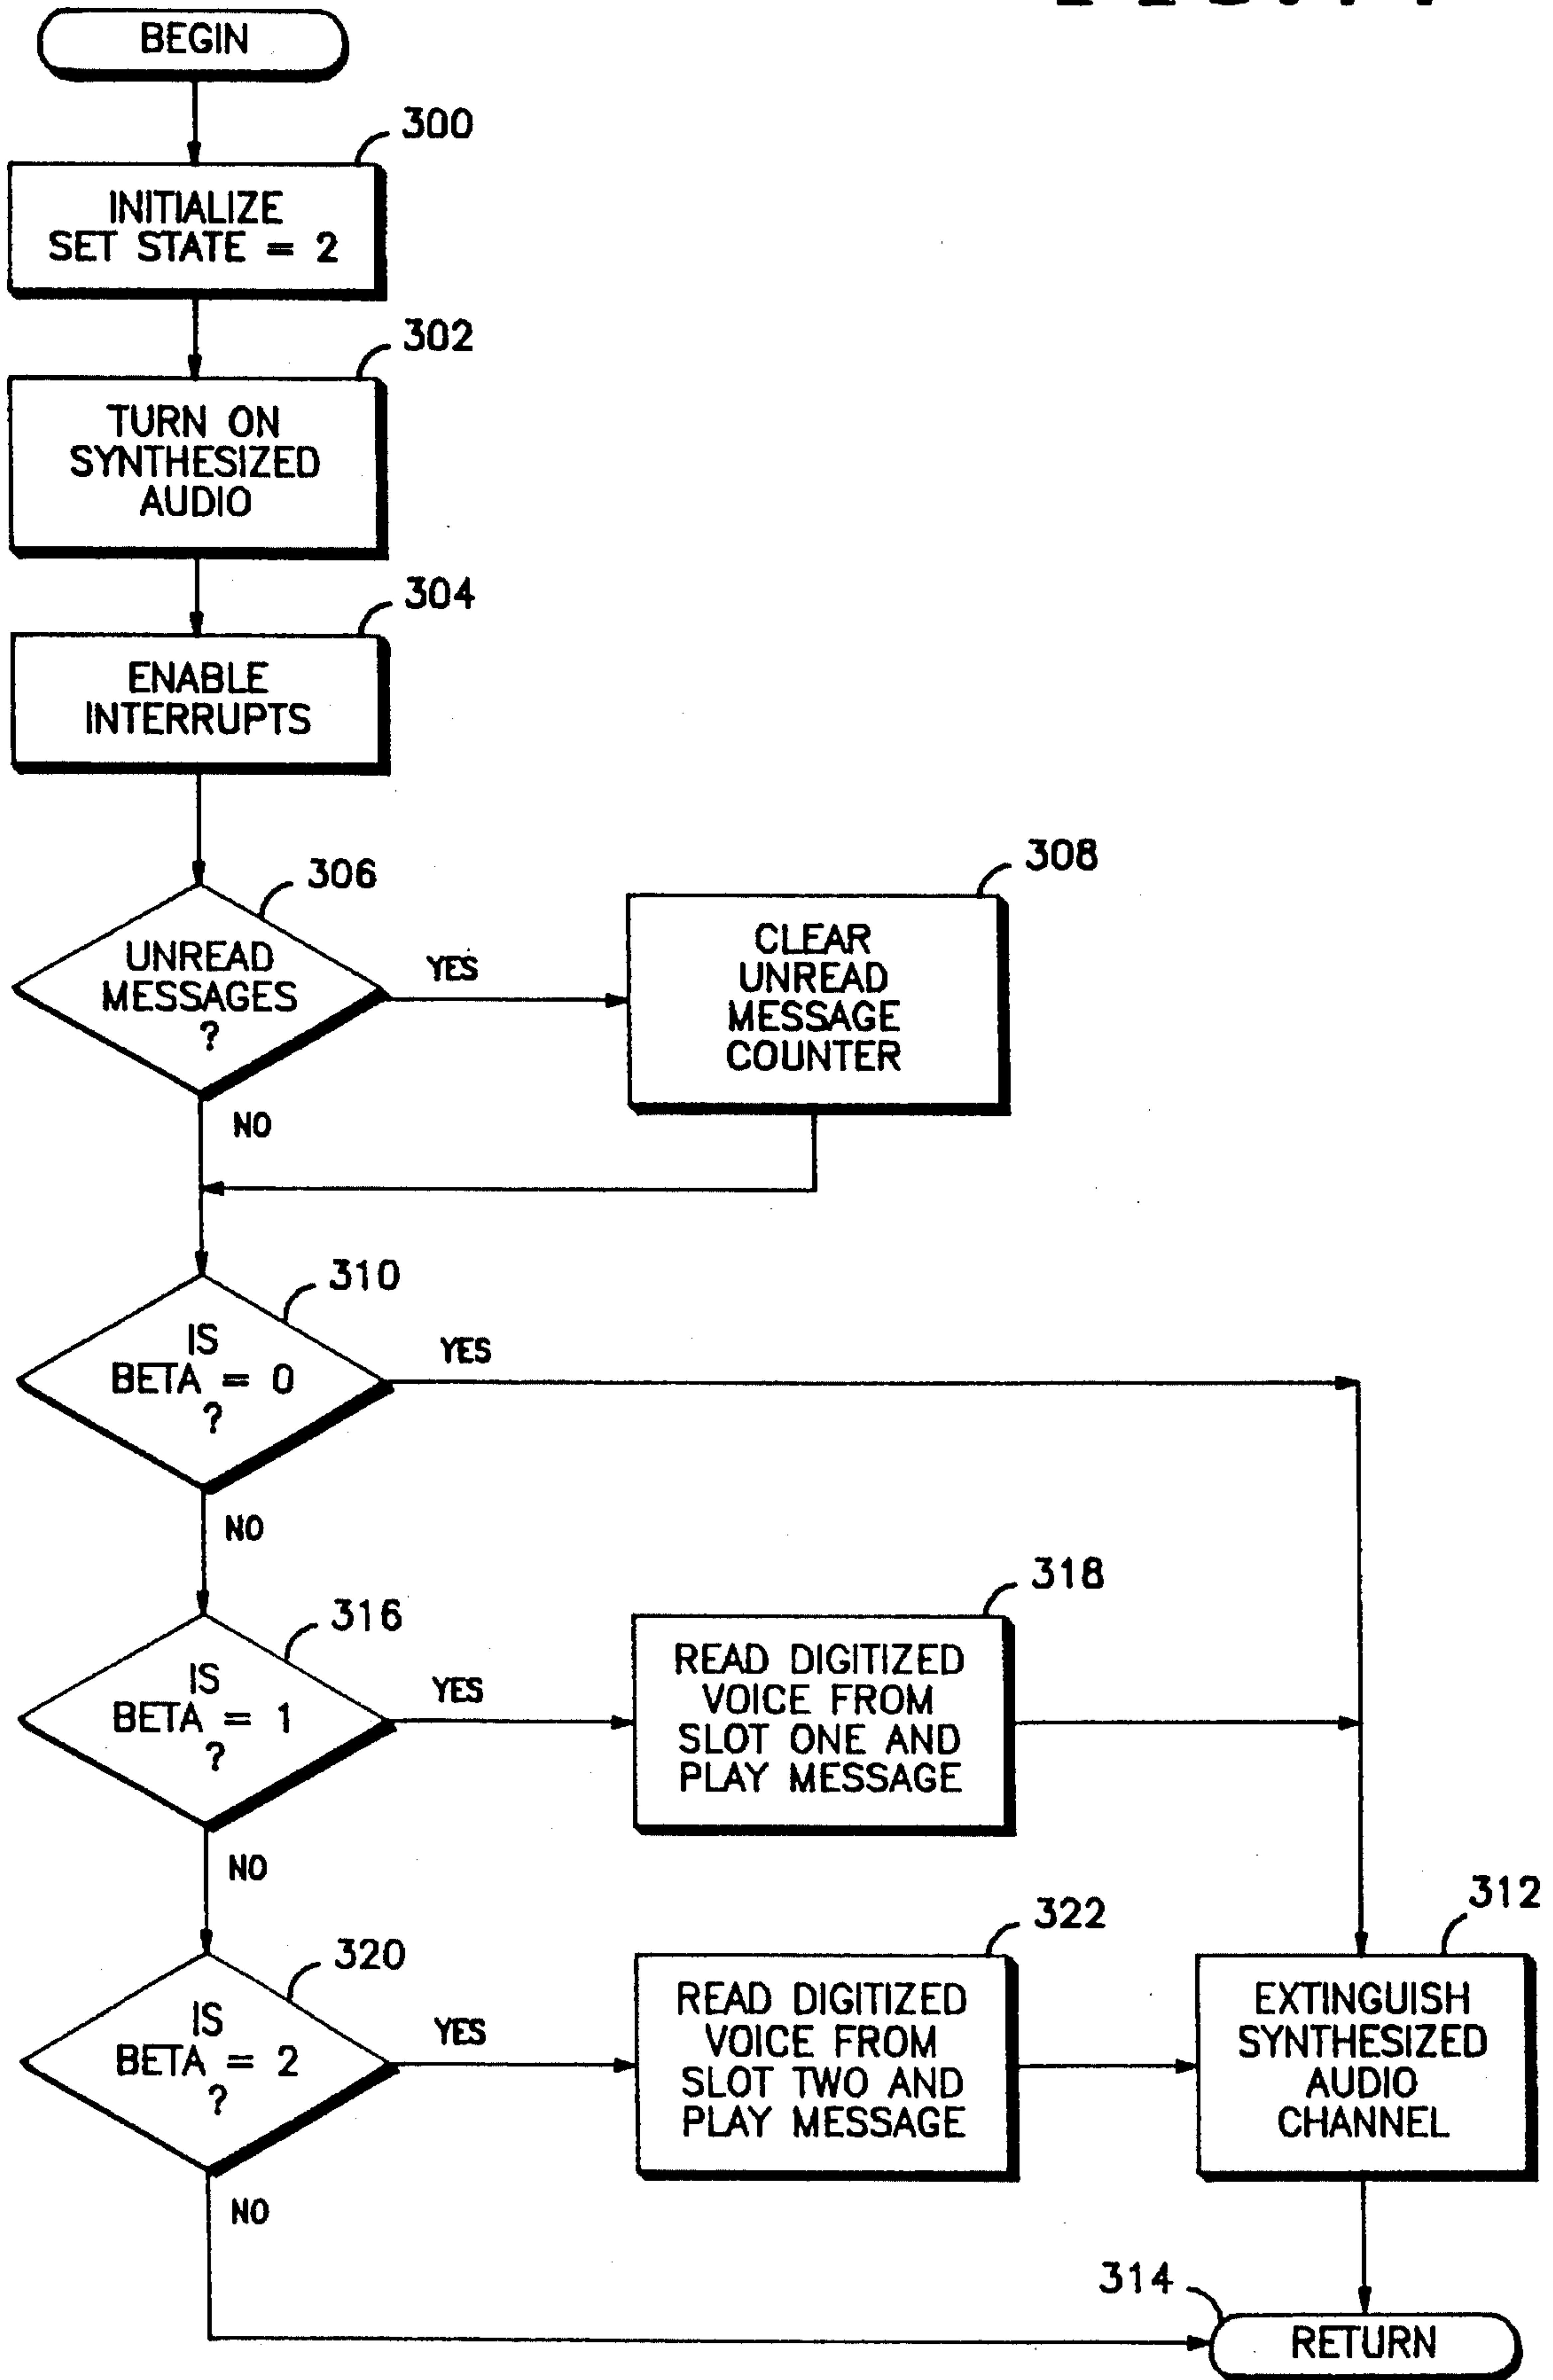 BEGIN
300
INITIALIZE
SET STATE = 2
302
TURN ON
SYNTHESIZED
AUDIO
304
ENABLE
INTERRUPTS
306
UNREAD
MESSAGES
?
YES
NO
308
CLEAR
UNREAD
MESSAGE
COUNTER
310
IS
BETA = 0
?
YES
NO
316
IS
BETA = 1
?
YES
NO
318
READ DIGITIZED
VOICE FROM
SLOT ONE AND
PLAY MESSAGE
320
IS
BETA = 2
?
YES
NO
322
READ DIGITIZED
VOICE FROM
SLOT TWO AND
PLAY MESSAGE
312
EXTINGUISH
SYNTHESIZED
AUDIO
CHANNEL
314
RETURN